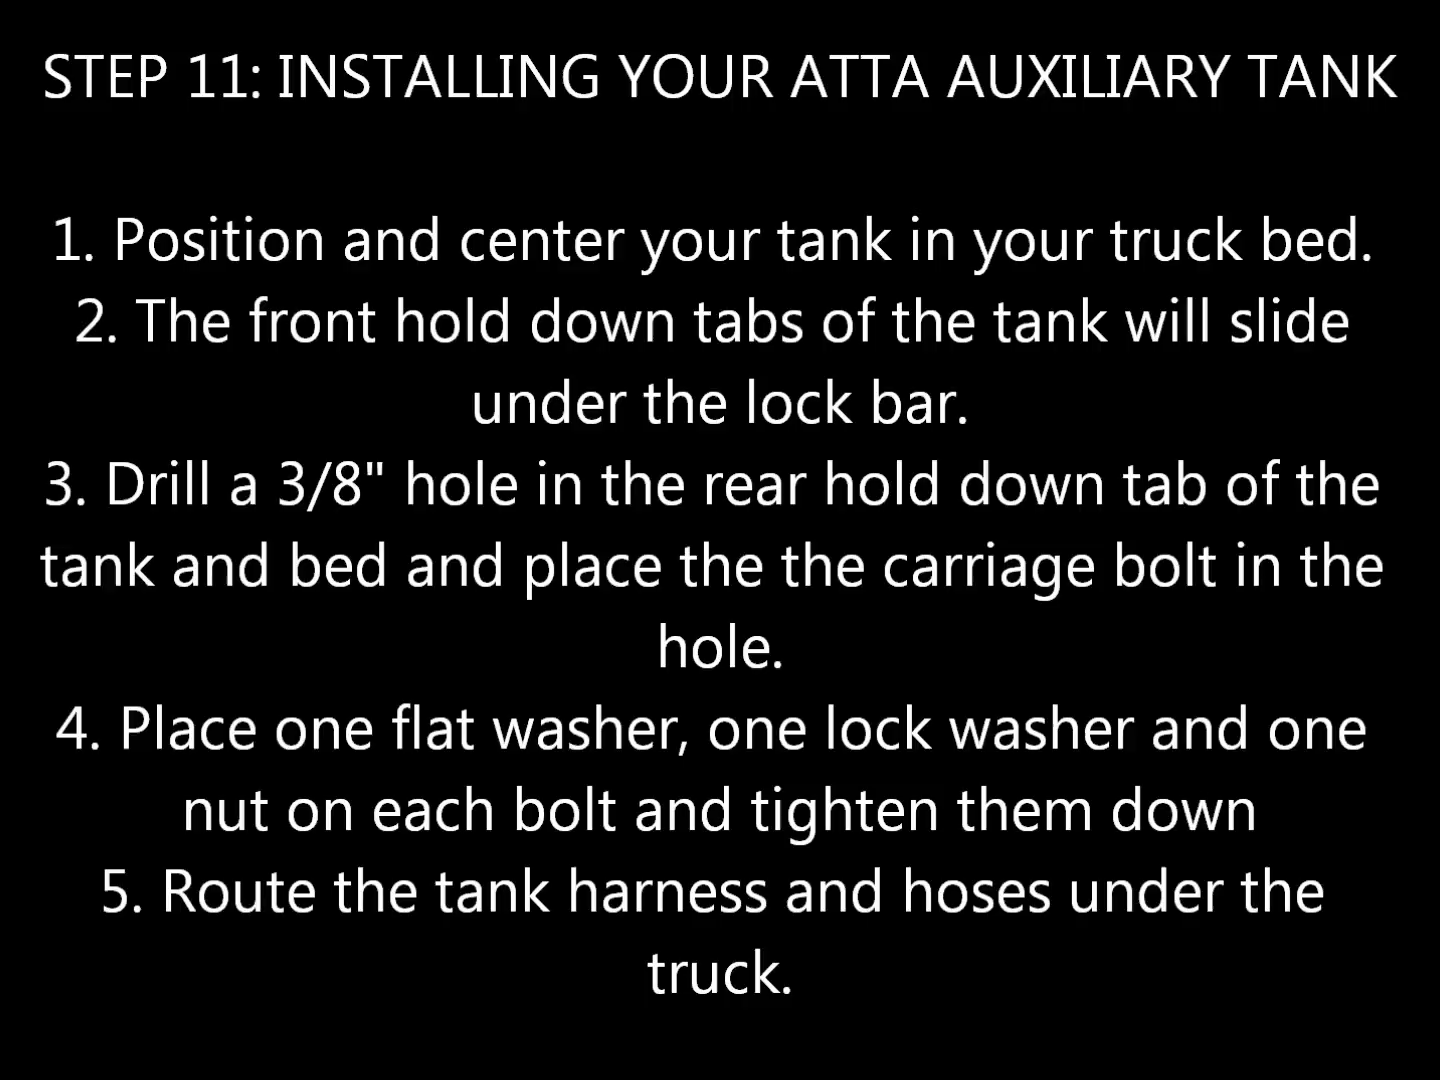 STEP 11: INSTALLING YOUR ATTA AUXILIARY TANK
1. Position and center your tank in your truck bed.
2. The front hold down tabs of the tank will slide
under the lock bar.
3. Drill a 3/8" hole in the rear hold down tab of the
tank and bed and place the the carriage bolt in the
hole.
4. Place one flat washer, one lock washer and one
nut on each bolt and tighten them down
5. Route the tank harness and hoses under the
truck.